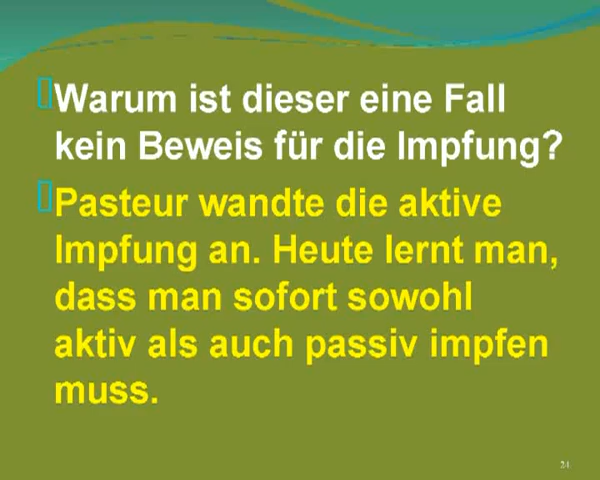 Warum ist dieser eine Fall
kein Beweis für die Impfung?
Pasteur wandte die aktive
Impfung an. Heute lernt man,
dass man sofort sowohl
aktiv als auch passiv impfen
muss.
24